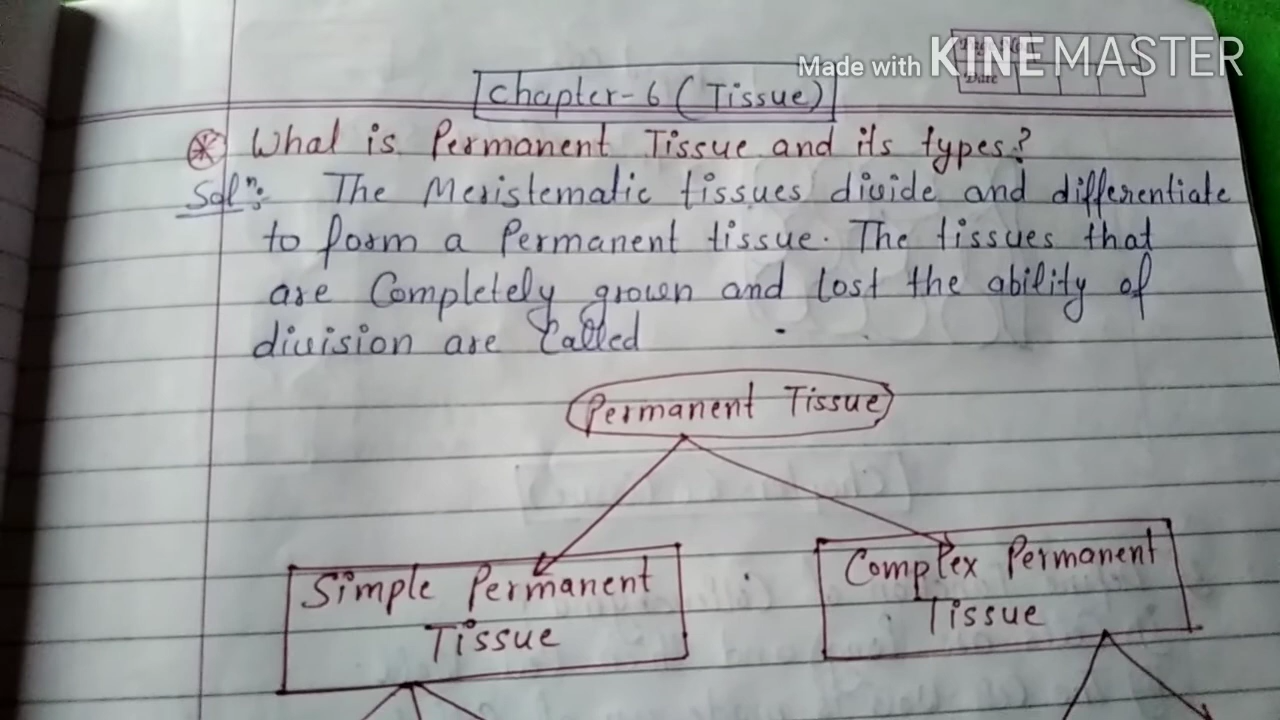 Made with KINEMASTER
Date
Chapter-6 (Tissue)
What is Permanent Tissue and its types?
Solⁿ: The Meristematic tissues divide and differentiate
to form a Permanent tissue. The tissues that
are Completely grown and lost the ability of
division are Called
Permanent Tissue
Simple Permanent
Tissue
Complex Permanent
Tissue